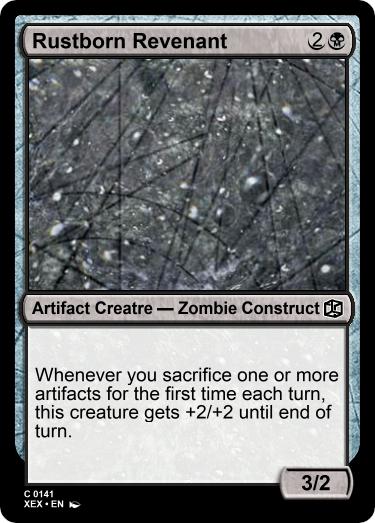 Rustborn Revenant 2
Artifact Creatre — Zombie Construct
Whenever you sacrifice one or more
artifacts for the first time each turn,
this creature gets +2/+2 until end of
turn.
3/2
C 0141
XEX • EN